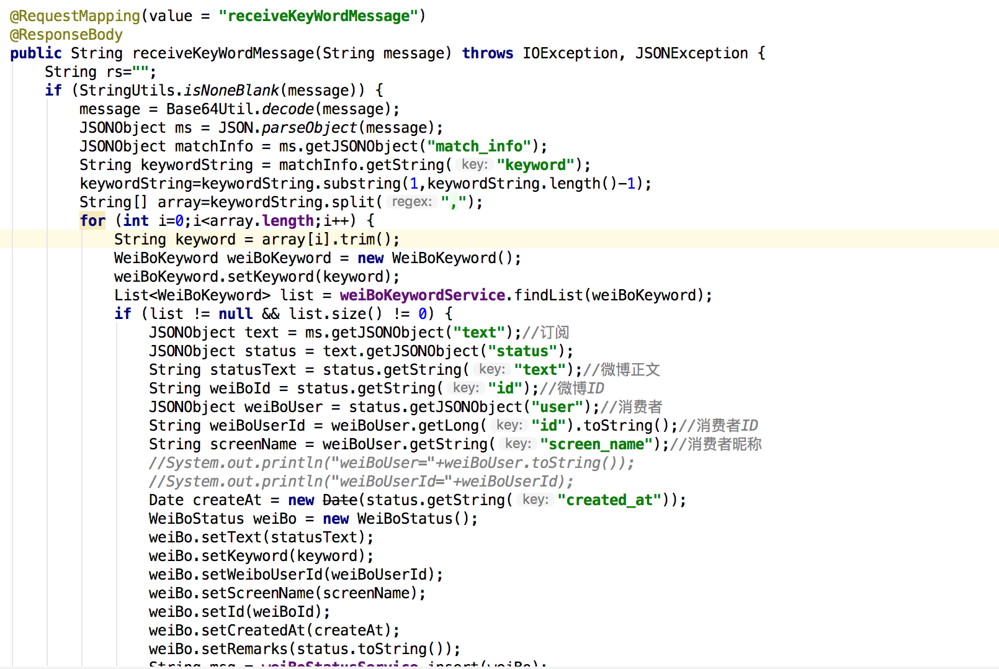 @RequestMapping(value = "receiveKeyWordMessage")
@ResponseBody
public String receiveKeyWordMessage(String message) throws IOException, JSONException {
String rs="";
if (StringUtils.isNoneBlank(message)) {
message = Base64Util.decode(message);
JSONObject ms = JSON.parseObject(message);
JSONObject matchInfo = ms.getJSONObject("match_info");
String keywordString = matchInfo.getString( key: "keyword");
keywordString=keywordString.substring(1,keywordString.length()-1);
String[] array=keywordString.split( regex: ",");
for (int i=0;i<array.length;i++) {
String keyword = array[i].trim();
WeiBoKeyword weiBoKeyword = new WeiBoKeyword();
weiBoKeyword.setKeyword(keyword);
List<WeiBoKeyword> list = weiBoKeywordService.findList(weiBoKeyword);
if (list != null && list.size() != 0) {
JSONObject text = ms.getJSONObject("text");//订阅
JSONObject status = text.getJSONObject("status");
String statusText = status.getString( key: "text");//微博正文
String weiBoId = status.getString( key: "id");//微博ID
JSONObject weiBoUser = status.getJSONObject("user");//消费者
String weiBoUserId = weiBoUser.getLong( key: "id").toString();//消费者ID
String screenName = weiBoUser.getString( key: "screen_name");//消费者昵称
//System.out.println("weiBoUser="+weiBoUser.toString());
//System.out.println("weiBoUserId="+weiBoUserId);
Date createAt = new Date(status.getString( key: "created_at"));
WeiBoStatus weiBo = new WeiBoStatus();
weiBo.setText(statusText);
weiBo.setKeyword(keyword);
weiBo.setWeiboUserId(weiBoUserId);
weiBo.setScreenName(screenName);
weiBo.setId(weiBoId);
weiBo.setCreatedAt(createAt);
weiBo.setRemarks(status.toString());
String msg = weiBoStatusService.insert(weiBo);